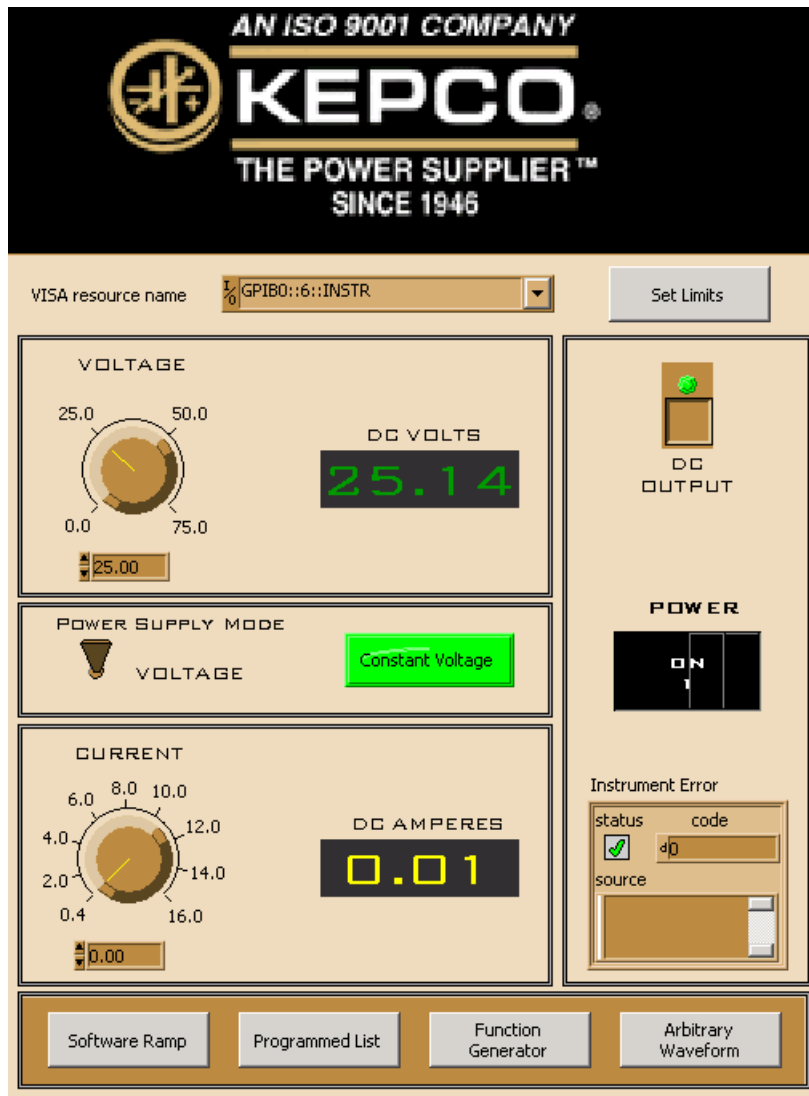 AN ISO 9001 COMPANY
KEPCO®
THE POWER SUPPLIER™
SINCE 1946
VISA resource name
I/O GPIB0::6::INSTR
Set Limits
VOLTAGE
25.0 50.0
0.0 75.0
25.00
DC VOLTS
25.14
DC
OUTPUT
POWER SUPPLY MODE
VOLTAGE
Constant Voltage
POWER
ON
1
CURRENT
8.0
6.0 10.0
4.0 12.0
2.0 14.0
0.4 16.0
0.00
DC AMPERES
0.01
Instrument Error
status code
d0
source
Software Ramp
Programmed List
Function
Generator
Arbitrary
Waveform